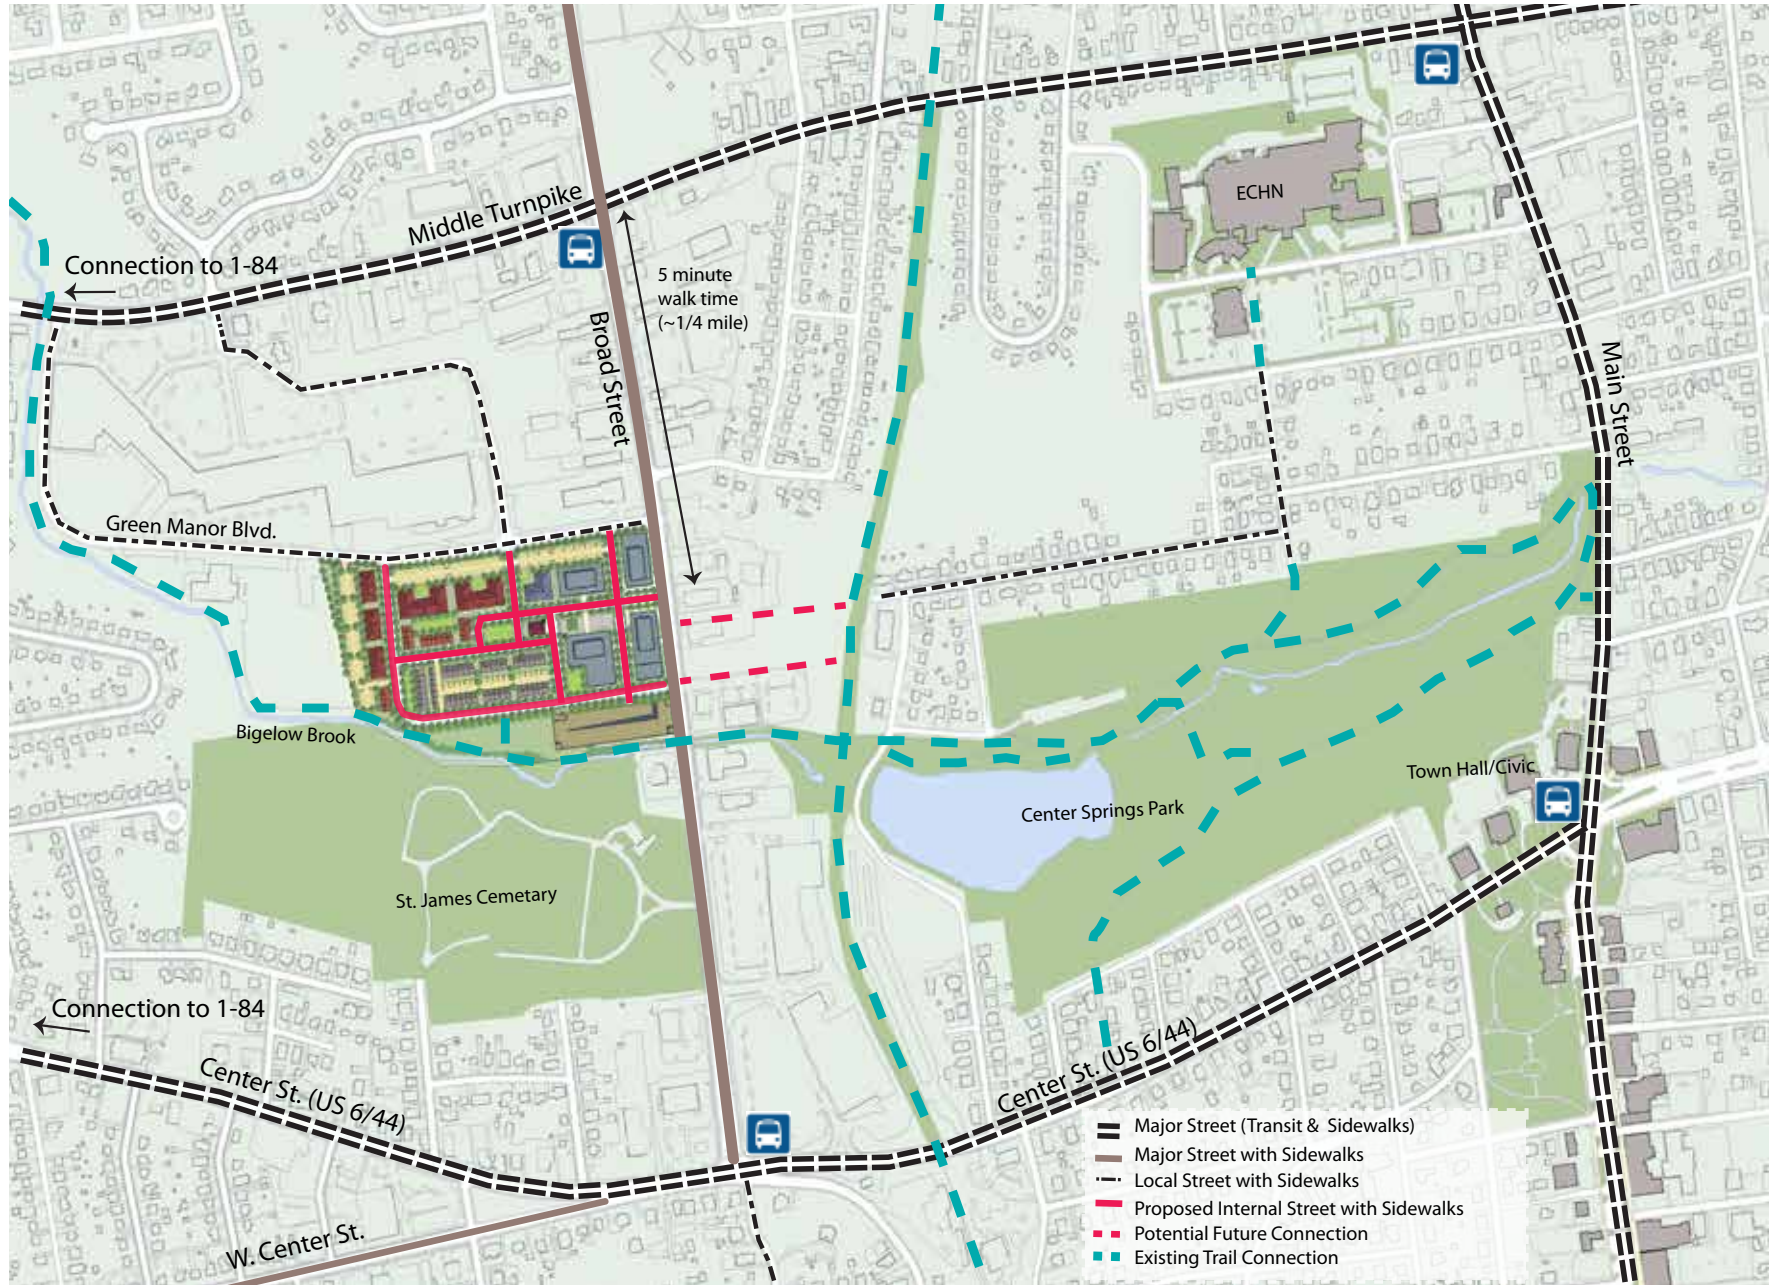 ECHN
Middle Turnpike
Connection to 1-84
5 minute
walk time
(~1/4 mile)
Broad Street
Main Street
Green Manor Blvd.
Bigelow Brook
Town Hall/Civic
Center Springs Park
St. James Cemetary
Connection to 1-84
Center St. (US 6/44)
Center St. (US 6/44)
W. Center St.
Major Street (Transit & Sidewalks)
Major Street with Sidewalks
Local Street with Sidewalks
Proposed Internal Street with Sidewalks
Potential Future Connection
Existing Trail Connection